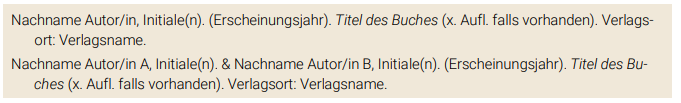 Nachname Autor/in, Initiale(n). (Erscheinungsjahr). Titel des Buches (x. Aufl. falls vorhanden). Verlags-
ort: Verlagsname.
Nachname Autor/in A, Initiale(n). & Nachname Autor/in B, Initiale(n). (Erscheinungsjahr). Titel des Bu-
ches (x. Aufl. falls vorhanden). Verlagsort: Verlagsname.